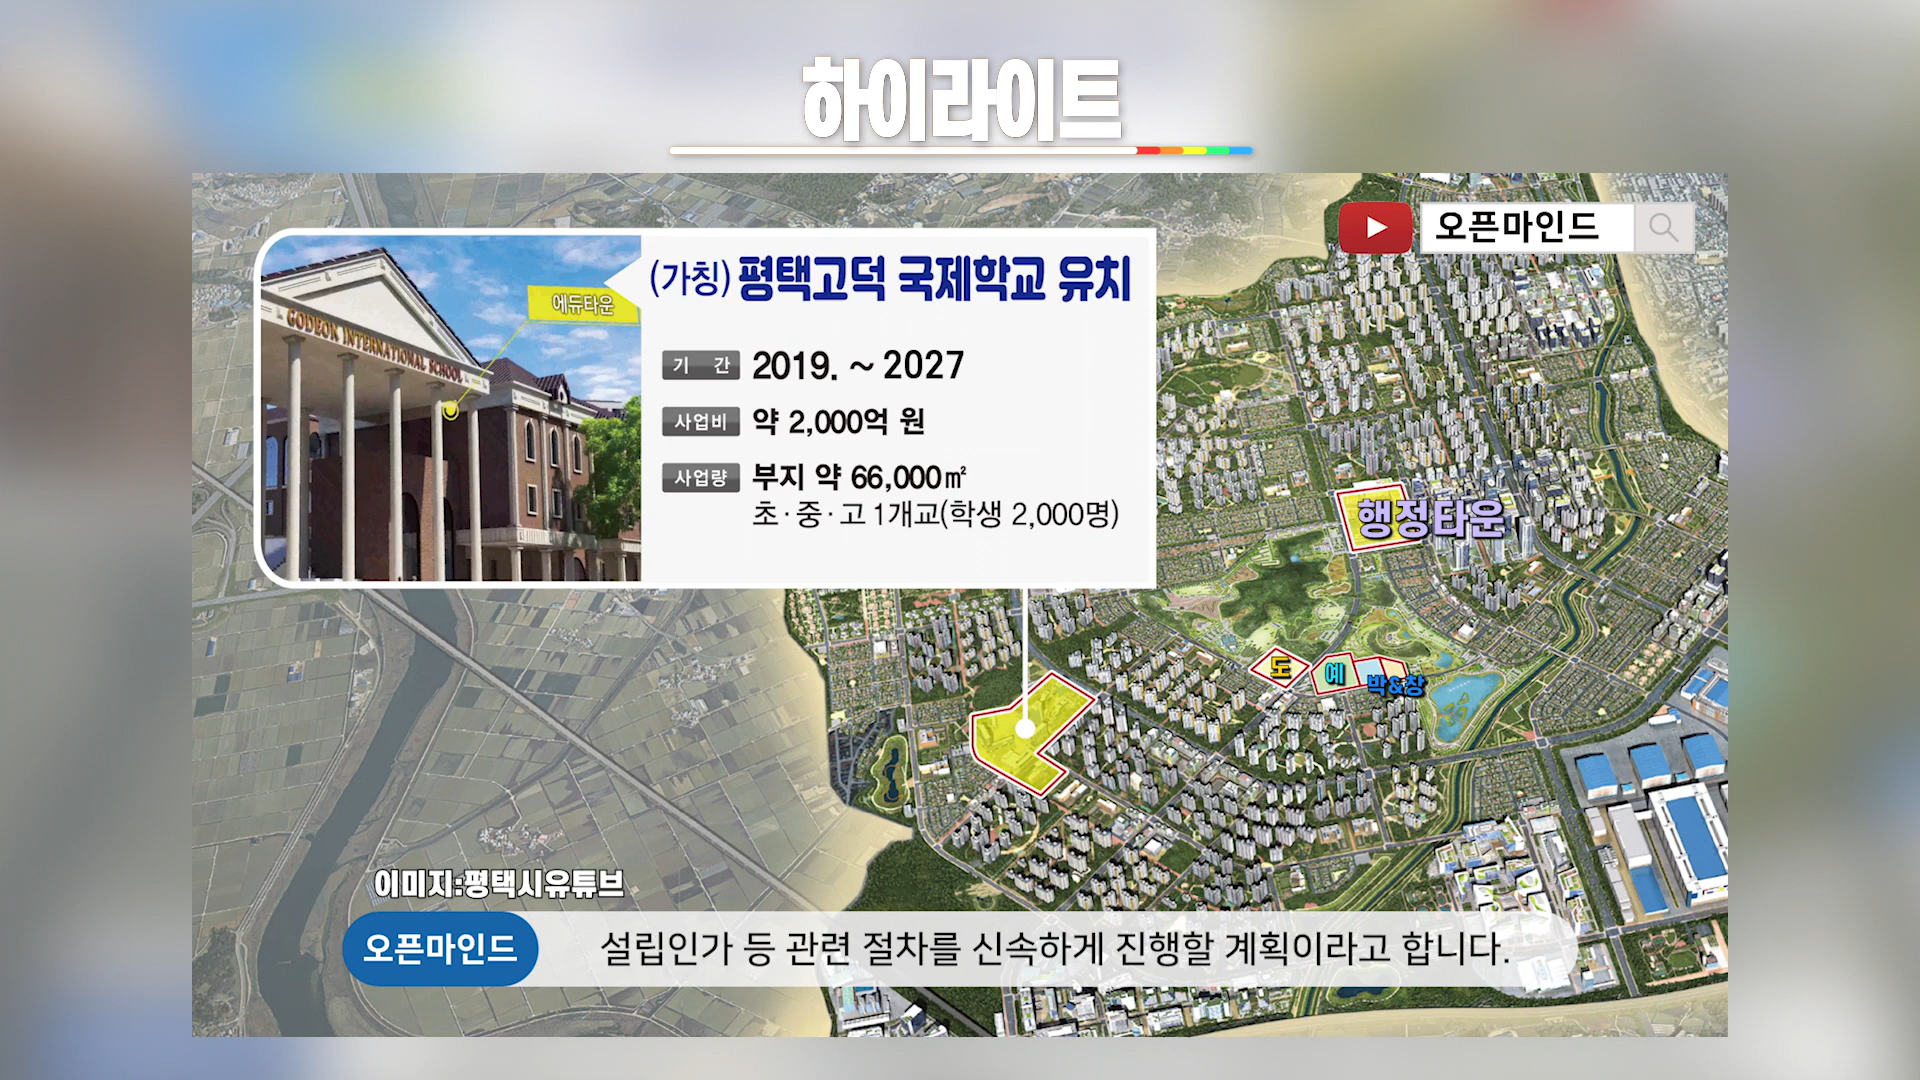 하이라이트
오픈마인드
(가칭) 평택고덕 국제학교 유치
에듀타운
GODEOK INTERNATIONAL SCHOOL
기 간 2019. ~ 2027
사업비 약 2,000억 원
사업량 부지 약 66,000㎡
초·중·고 1개교(학생 2,000명)
행정타운
도
예
박&창
이미지:평택시유튜브
오픈마인드 설립인가 등 관련 절차를 신속하게 진행할 계획이라고 합니다.